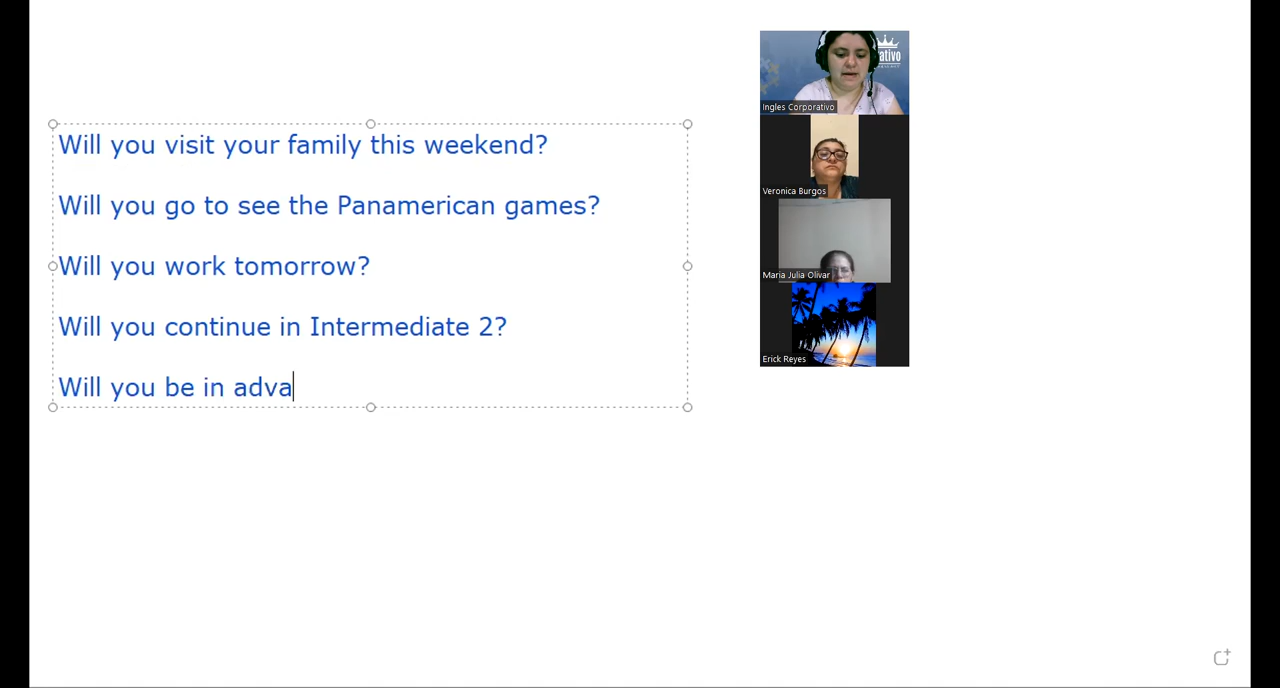 Will you visit your family this weekend?
Will you go to see the Panamerican games?
Will you work tomorrow?
Will you continue in Intermediate 2?
Will you be in adva
ativo
Ingles Corporativo
Veronica Burgos
Maria Julia Olivar
Erick Reyes